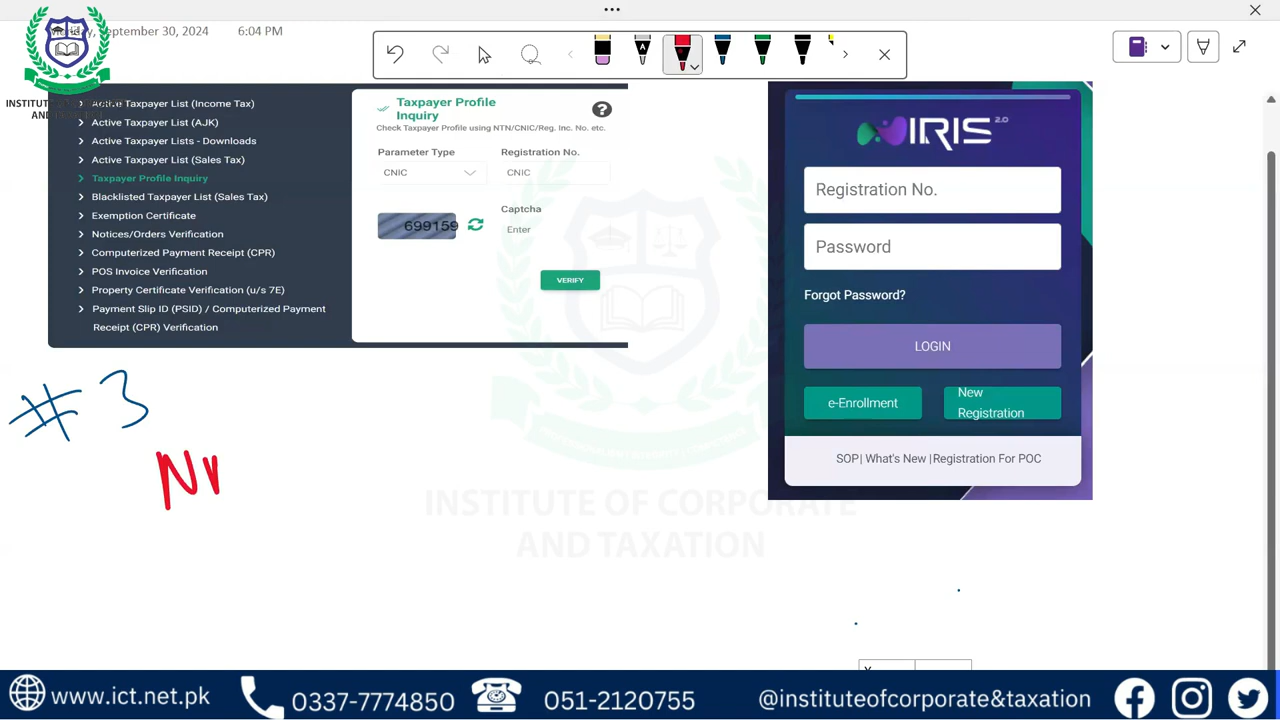 September 30, 2024 6:04 PM
INSTITUTE OF CORPORATE
AND TAXATION
Active Taxpayer List (Income Tax)
Active Taxpayer List (AJK)
Active Taxpayer Lists - Downloads
Active Taxpayer List (Sales Tax)
Taxpayer Profile Inquiry
Blacklisted Taxpayer List (Sales Tax)
Exemption Certificate
Notices/Orders Verification
Computerized Payment Receipt (CPR)
POS Invoice Verification
Property Certificate Verification (u/s 7E)
Payment Slip ID (PSID) / Computerized Payment
Receipt (CPR) Verification
Taxpayer Profile
Inquiry
?
Check Taxpayer Profile using NTN/CNIC/Reg. Inc. No. etc.
Parameter Type Registration No.
CNIC CNIC
Captcha
699159 Enter
VERIFY
IRIS 2.0
Registration No.
Password
Forgot Password?
LOGIN
e-Enrollment
New
Registration
SOP| What's New |Registration For POC
# 3
INSTITUTE OF CORPORATE
AND TAXATION
www.ict.net.pk 0337-7774850 051-2120755 @instituteofcorporate&taxation